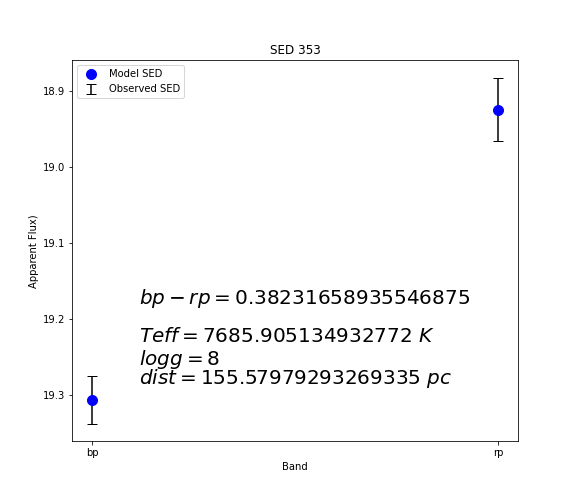 SED 353
Model SED
Observed SED
18.9
19.0
19.1
19.2
19.3
Apparent Flux)
bp − rp = 0.38231658935546875
Teff = 7685.905134932772 K
logg = 8
dist = 155.57979293269335 pc
bp
rp
Band